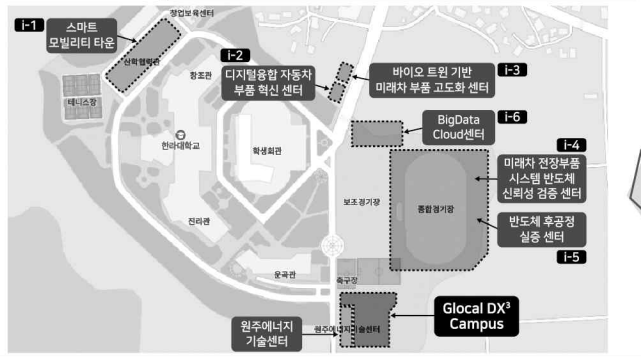 i-1
스마트
모빌리티 타운
창업보육센터
산학협력관
테니스장
창조관
한라대학교
학생회관
진리관
운곡관
i-2
디지털융합 자동차
부품 혁신 센터
바이오 트윈 기반
미래차 부품 고도화 센터
i-3
BigData
Cloud센터
i-6
i-4
미래차 전장부품
시스템 반도체
신뢰성 검증 센터
보조경기장
종합경기장
반도체 후공정
실증 센터
i-5
축구장
원주에너지
기술센터
원주에너지기술센터
Glocal DX³
Campus